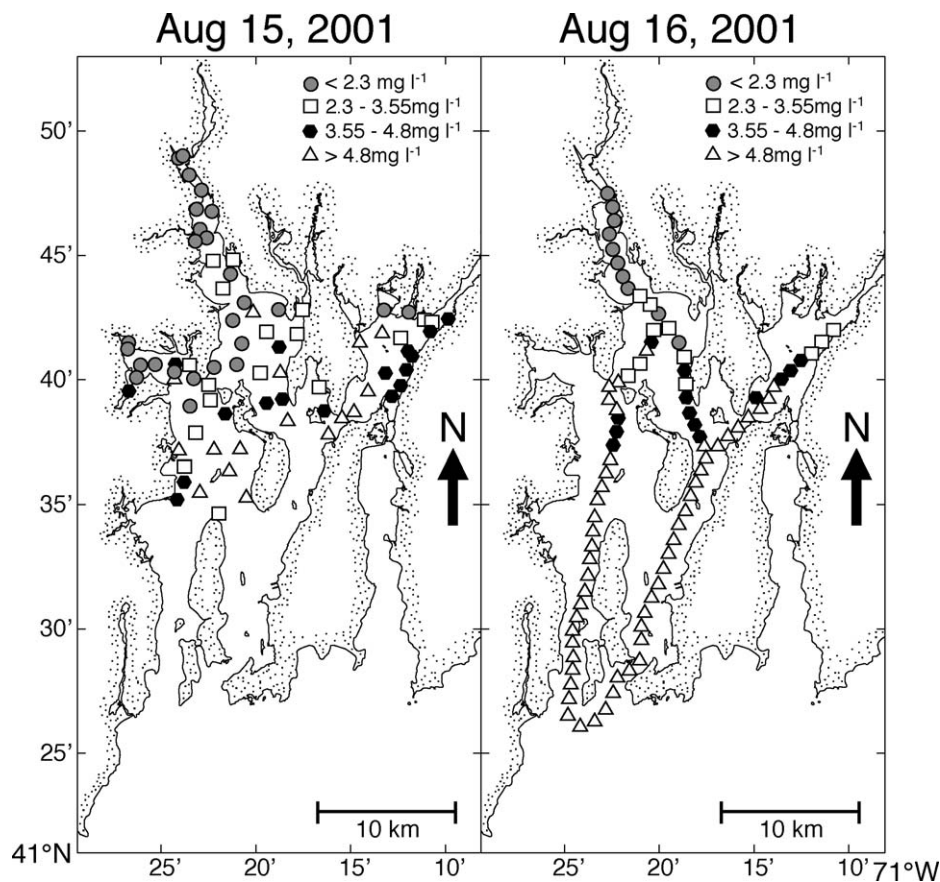 Aug 15, 2001
Aug 16, 2001
< 2.3 mg l-1
2.3 - 3.55mg l-1
3.55 - 4.8mg l-1
> 4.8mg l-1
< 2.3 mg l-1
2.3 - 3.55mg l-1
3.55 - 4.8mg l-1
> 4.8mg l-1
50'
45'
40'
35'
30'
25'
41°N
N
N
10 km
10 km
25'
20'
15'
10'
25'
20'
15'
10'
71°W